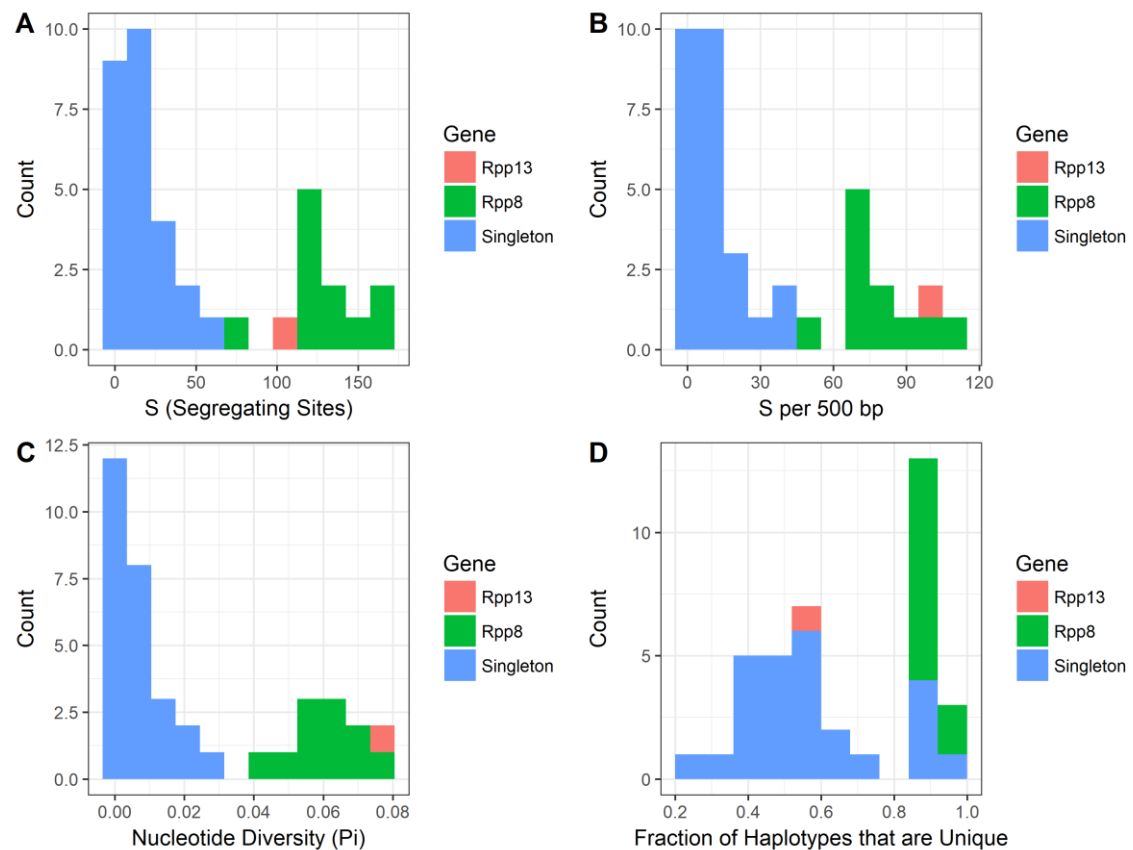 A
10.0
7.5
5.0
2.5
0.0
Count
0
50
100
150
S (Segregating Sites)
Gene
Rpp13
Rpp8
Singleton
B
10.0
7.5
5.0
2.5
0.0
Count
0
30
60
90
120
S per 500 bp
Gene
Rpp13
Rpp8
Singleton
C
12.5
10.0
7.5
5.0
2.5
0.0
Count
0.00
0.02
0.04
0.06
0.08
Nucleotide Diversity (Pi)
Gene
Rpp13
Rpp8
Singleton
D
10
5
0
Count
0.2
0.4
0.6
0.8
1.0
Fraction of Haplotypes that are Unique
Gene
Rpp13
Rpp8
Singleton